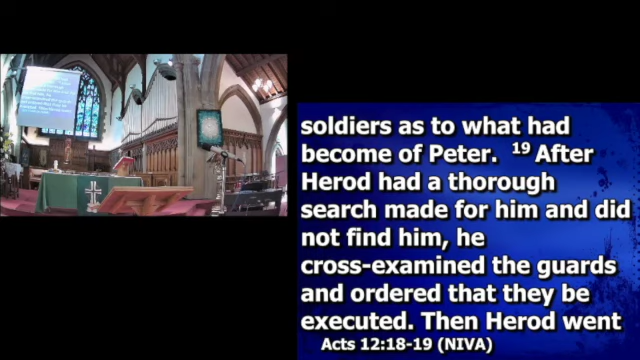 soldiers as to what had
become of Peter. 19 After
Herod had a thorough
search made for him and did
not find him, he
cross-examined the guards
and ordered that they be
executed. Then Herod went
Acts 12:18-19 (NIVA)